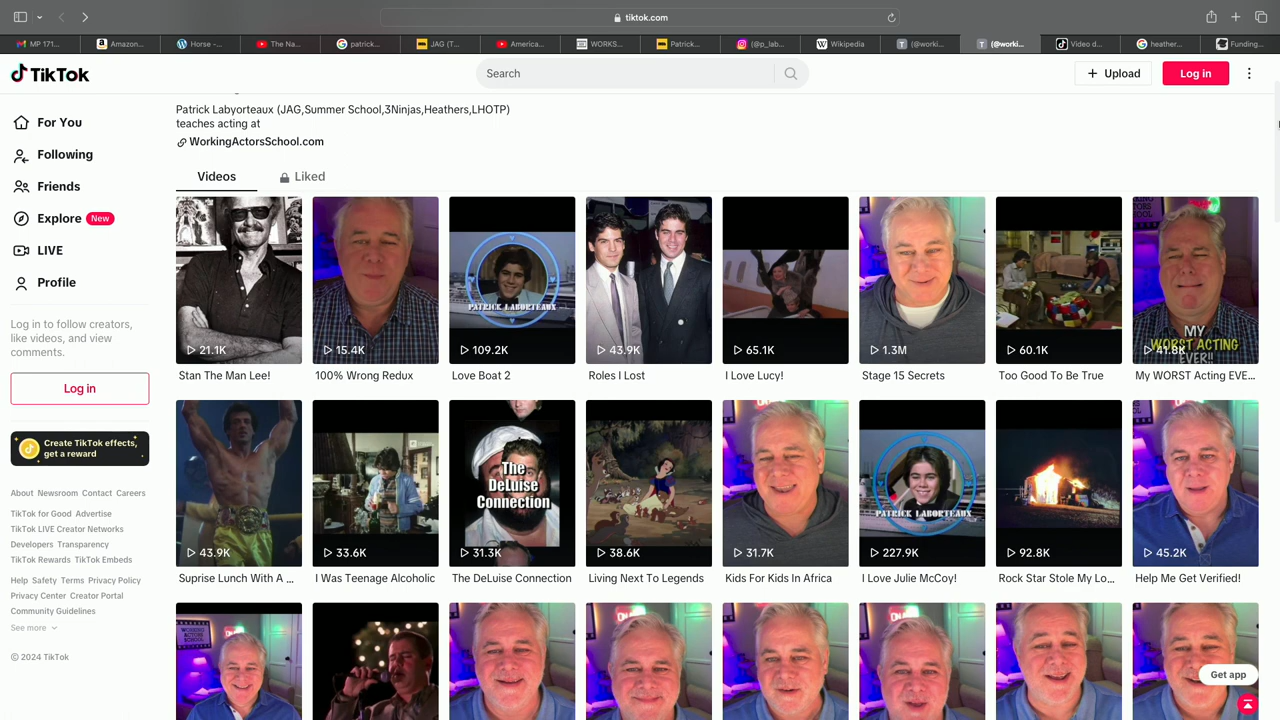 tiktok.com
MP 171...
Amazon...
Horse -...
The Na...
patrick...
JAG (T...
America...
WORKS...
Patrick...
(@p_lab...
Wikipedia
(@worki...
(@worki...
Video d...
heather...
Funding...
TikTok
Search
Upload
Log in
Patrick Labyorteaux (JAG,Summer School,3Ninjas,Heathers,LHOTP)
teaches acting at
WorkingActorsSchool.com
For You
Following
Friends
Explore New
LIVE
Profile
Log in to follow creators,
like videos, and view
comments.
Log in
Create TikTok effects,
get a reward
About Newsroom Contact Careers
TikTok for Good Advertise
TikTok LIVE Creator Networks
Developers Transparency
TikTok Rewards TikTok Embeds
Help Safety Terms Privacy Policy
Privacy Center Creator Portal
Community Guidelines
See more
© 2024 TikTok
Videos Liked
PATRICK LABORTEAUX
MY
WORST ACTING
EVER!!
21.1K
15.4K
109.2K
43.9K
65.1K
1.3M
60.1K
41.8K
Stan The Man Lee!
100% Wrong Redux
Love Boat 2
Roles I Lost
I Love Lucy!
Stage 15 Secrets
Too Good To Be True
My WORST Acting EVE...
The
DeLuise
Connection
PATRICK LABORTEAUX
43.9K
33.6K
31.3K
38.6K
31.7K
227.9K
92.8K
45.2K
Suprise Lunch With A ...
I Was Teenage Alcoholic
The DeLuise Connection
Living Next To Legends
Kids For Kids In Africa
I Love Julie McCoy!
Rock Star Stole My Lo...
Help Me Get Verified!
WORKING
ACTORS
SCHOOL
Get app